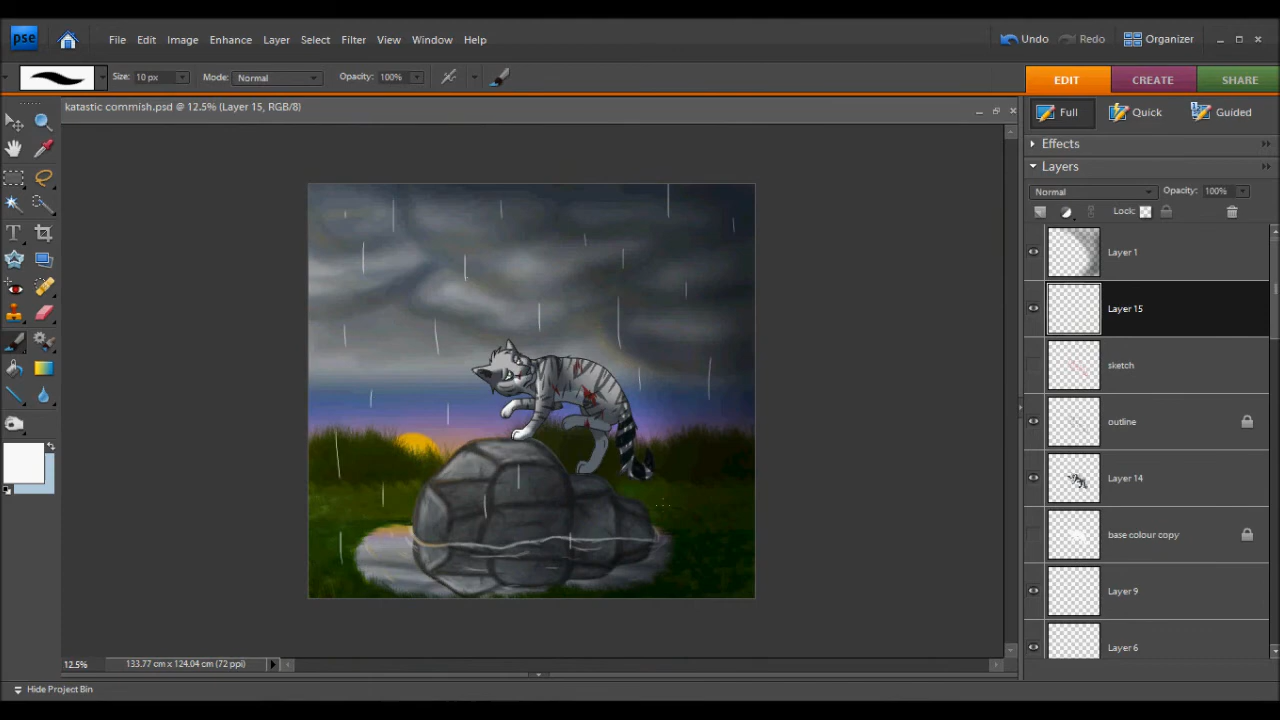 pse File Edit Image Enhance Layer Select Filter View Window Help Undo Redo Organizer
Size: 10 px Mode: Normal Opacity: 100% EDIT CREATE SHARE
katastic commish.psd @ 12.5% (Layer 15, RGB/8) Full Quick Guided
Effects
Layers
Normal Opacity: 100%
Lock:
Layer 1
Layer 15
sketch
outline
Layer 14
base colour copy
Layer 9
Layer 6
12.5% 133.77 cm x 124.04 cm (72 ppi)
Hide Project Bin